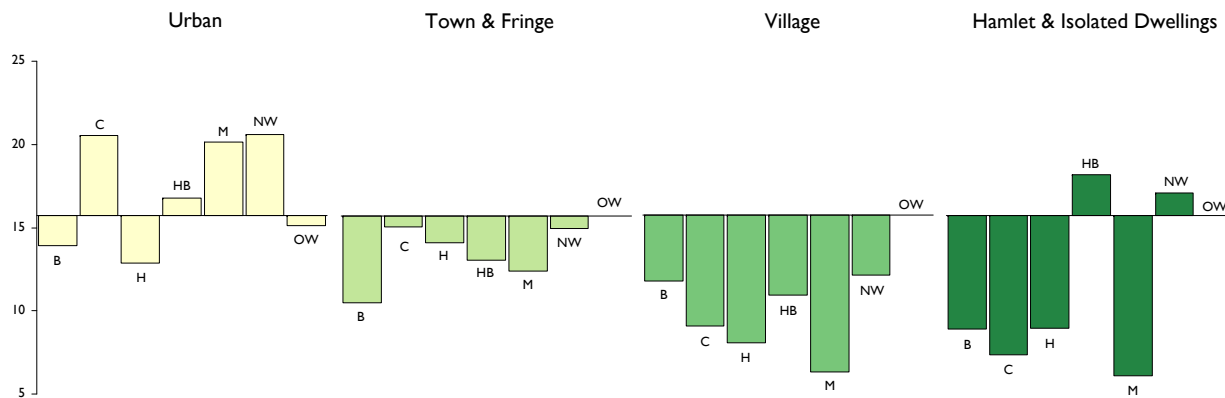 Urban Town & Fringe Village Hamlet & Isolated Dwellings
25
20
15
10
5
B
C
H
HB
M
NW
OW
B
C
H
HB
M
NW
OW
B
C
H
HB
M
NW
OW
B
C
H
HB
M
NW
OW